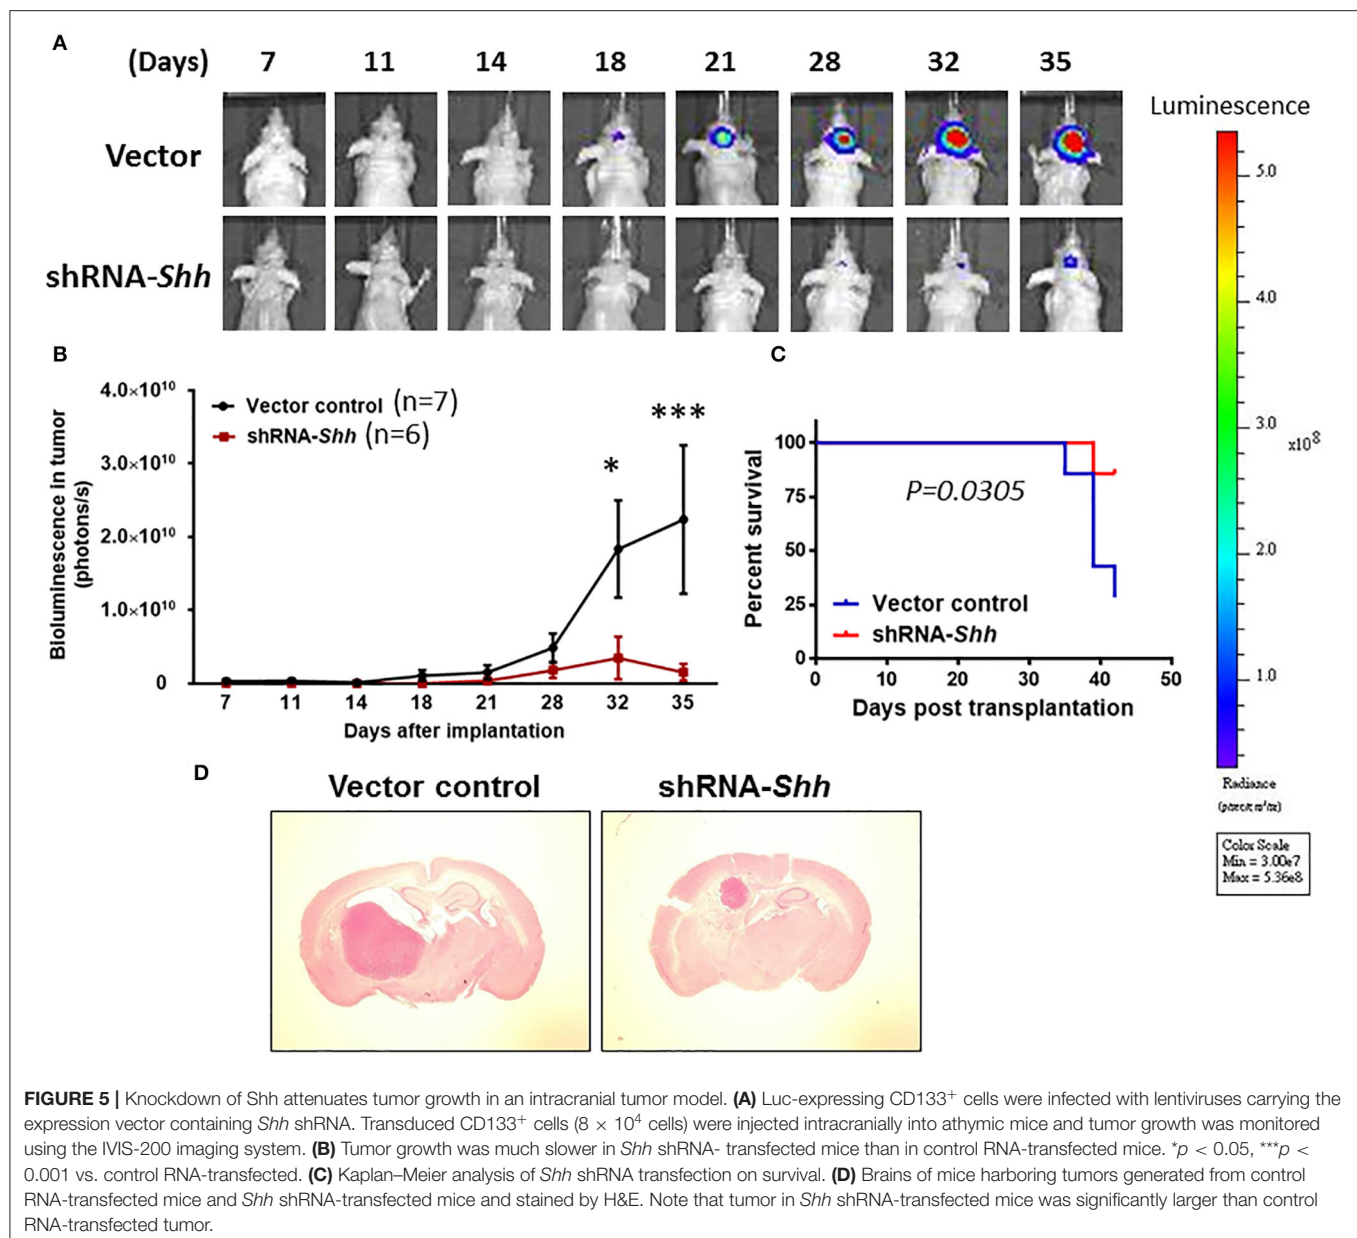 A
(Days) 7 11 14 18 21 28 32 35
Vector
shRNA-Shh
Luminescence
5.0
4.0
3.0
x10⁸
2.0
1.0
Radiance
Color Scale
Min = 3.00e7
Max = 5.36e8
B
Bioluminescence in tumor
(photons/s)
4.0×10¹⁰
3.0×10¹⁰
2.0×10¹⁰
1.0×10¹⁰
0
Vector control (n=7)
shRNA-Shh (n=6)
*
***
7 11 14 18 21 28 32 35
Days after implantation
C
Percent survival
100
75
50
25
0
P=0.0305
Vector control
shRNA-Shh
0 10 20 30 40 50
Days post transplantation
D
Vector control
shRNA-Shh
FIGURE 5 | Knockdown of Shh attenuates tumor growth in an intracranial tumor model. (A) Luc-expressing CD133⁺ cells were infected with lentiviruses carrying the
expression vector containing Shh shRNA. Transduced CD133⁺ cells (8 × 10⁴ cells) were injected intracranially into athymic mice and tumor growth was monitored
using the IVIS-200 imaging system. (B) Tumor growth was much slower in Shh shRNA- transfected mice than in control RNA-transfected mice. *p < 0.05, ***p <
0.001 vs. control RNA-transfected. (C) Kaplan–Meier analysis of Shh shRNA transfection on survival. (D) Brains of mice harboring tumors generated from control
RNA-transfected mice and Shh shRNA-transfected mice and stained by H&E. Note that tumor in Shh shRNA-transfected mice was significantly larger than control
RNA-transfected tumor.